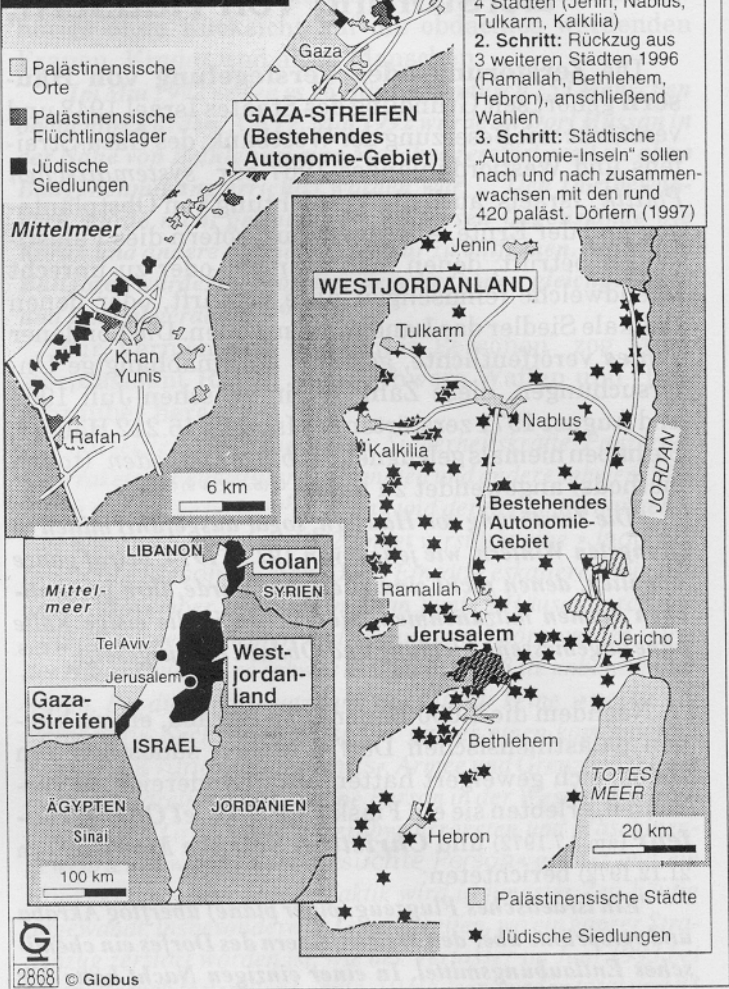 4 Städten (Jenin, Nablus,
Tulkarm, Kalkilia)
2. Schritt: Rückzug aus
3 weiteren Städten 1996
(Ramallah, Bethlehem,
Hebron), anschließend
Wahlen
3. Schritt: Städtische
„Autonomie-Inseln" sollen
nach und nach zusammen-
wachsen mit den rund
420 paläst. Dörfern (1997)
Palästinensische
Orte
Palästinensische
Flüchtlingslager
Jüdische
Siedlungen
Gaza
GAZA-STREIFEN
(Bestehendes
Autonomie-Gebiet)
Mittelmeer
Khan
Yunis
Rafah
6 km
Jenin
WESTJORDANLAND
Tulkarm
Nablus
Kalkilia
JORDAN
Bestehendes
Autonomie-
Gebiet
Ramallah
Jerusalem
Jericho
Bethlehem
TOTES
MEER
Hebron
20 km
Palästinensische Städte
Jüdische Siedlungen
LIBANON
Golan
Mittel-
meer
SYRIEN
Tel Aviv
West-
jordan-
land
Jerusalem
Gaza-
Streifen
ISRAEL
ÄGYPTEN
JORDANIEN
Sinai
100 km
G
2868 © Globus